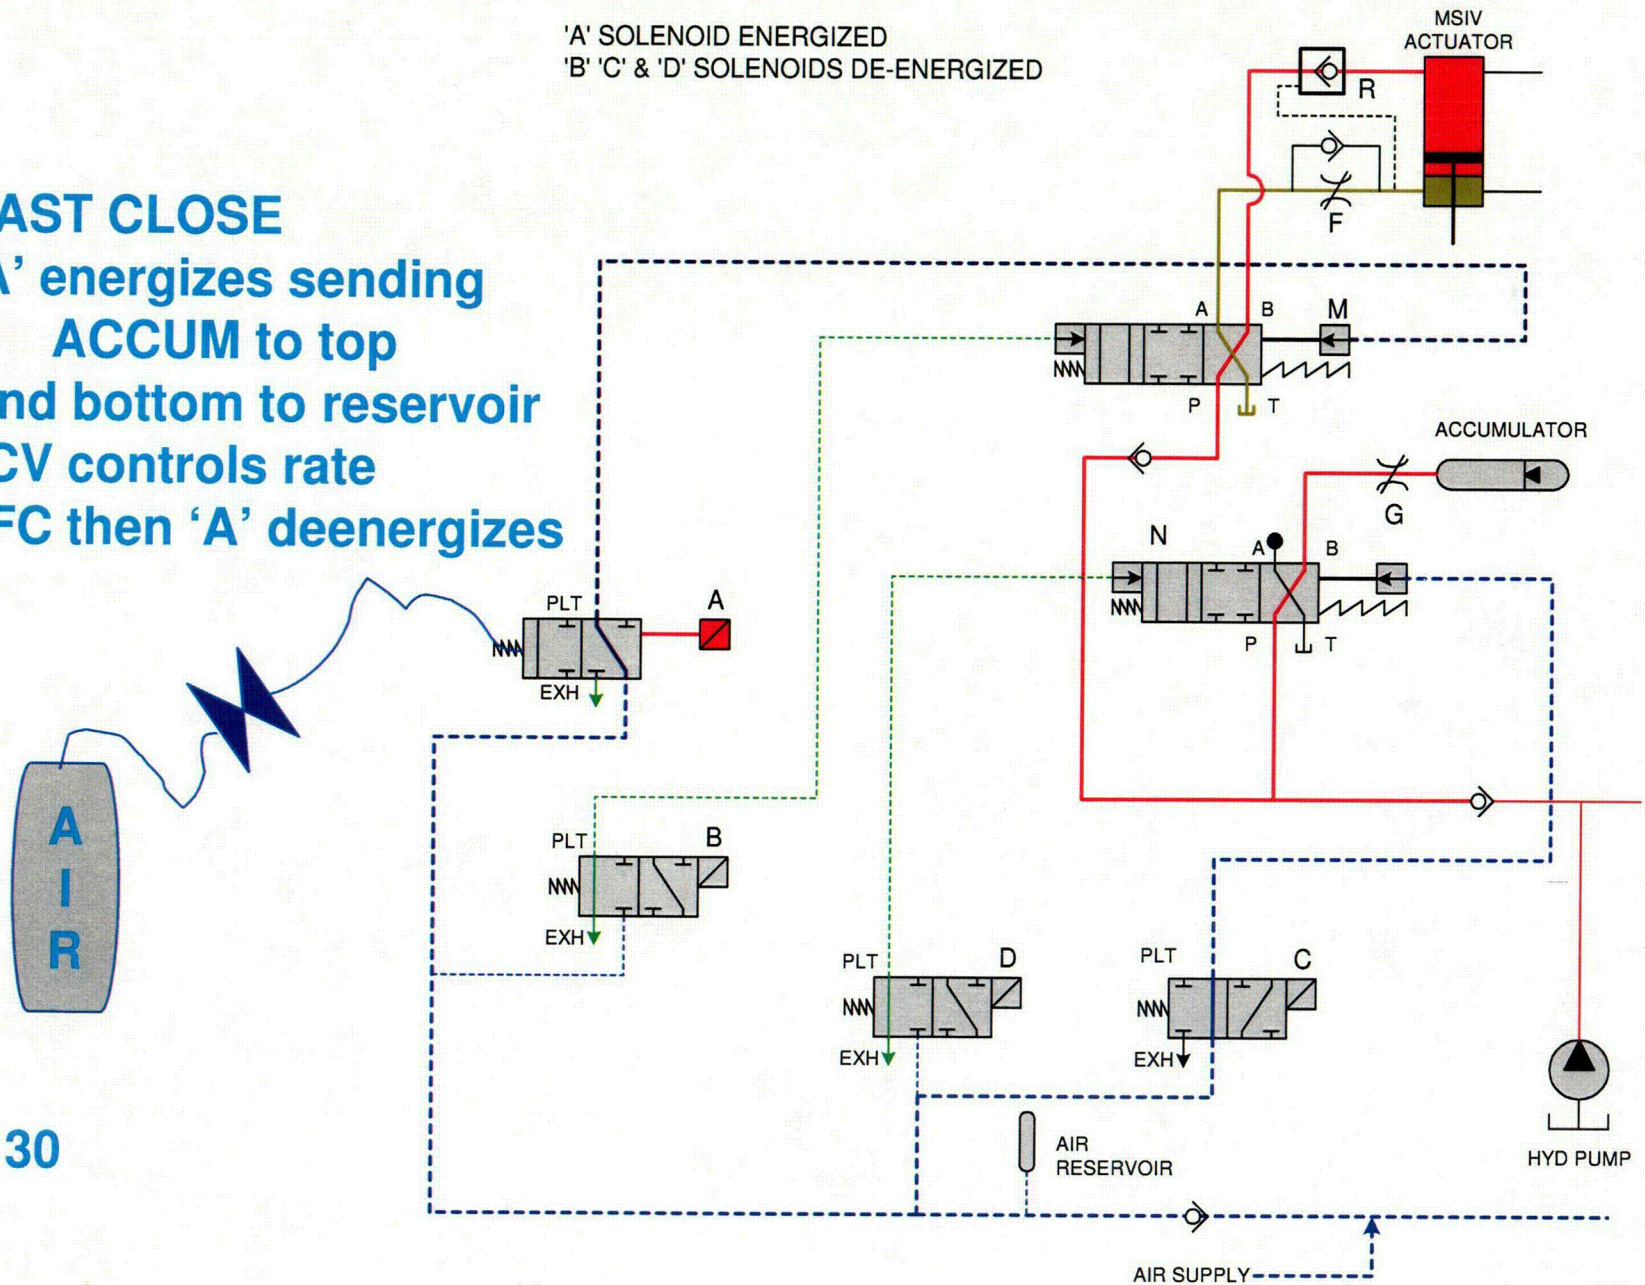 'A' SOLENOID ENERGIZED
'B' 'C' & 'D' SOLENOIDS DE-ENERGIZED
MSIV
ACTUATOR
R
F
AST CLOSE
A' energizes sending
ACCUM to top
nd bottom to reservoir
CV controls rate
FC then ‘A’ deenergizes
A
B
M
P
T
ACCUMULATOR
G
N
A
B
P
T
PLT
A
EXH
A
I
R
PLT
B
EXH
PLT
D
EXH
PLT
C
EXH
AIR
RESERVOIR
HYD PUMP
30
AIR SUPPLY